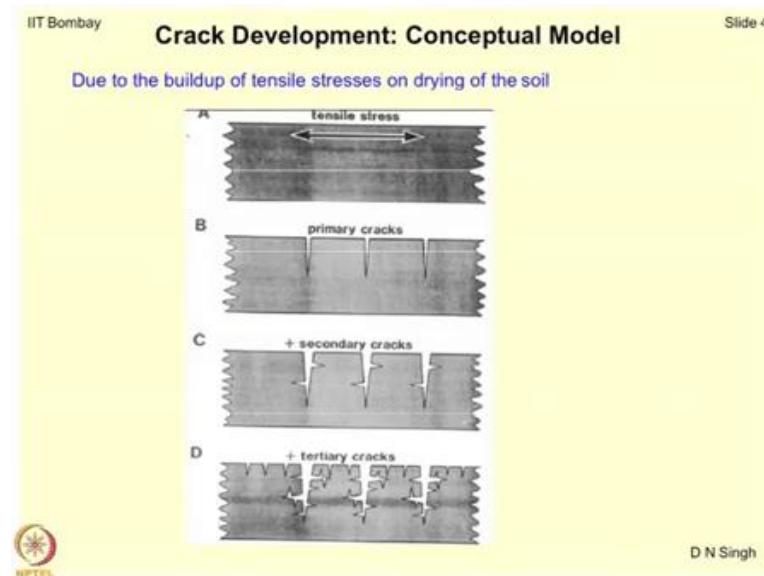 IIT Bombay
Slide 4
Crack Development: Conceptual Model
Due to the buildup of tensile stresses on drying of the soil
A
tensile stress
B
primary cracks
C
+ secondary cracks
D
+ tertiary cracks
NPTEL
D N Singh